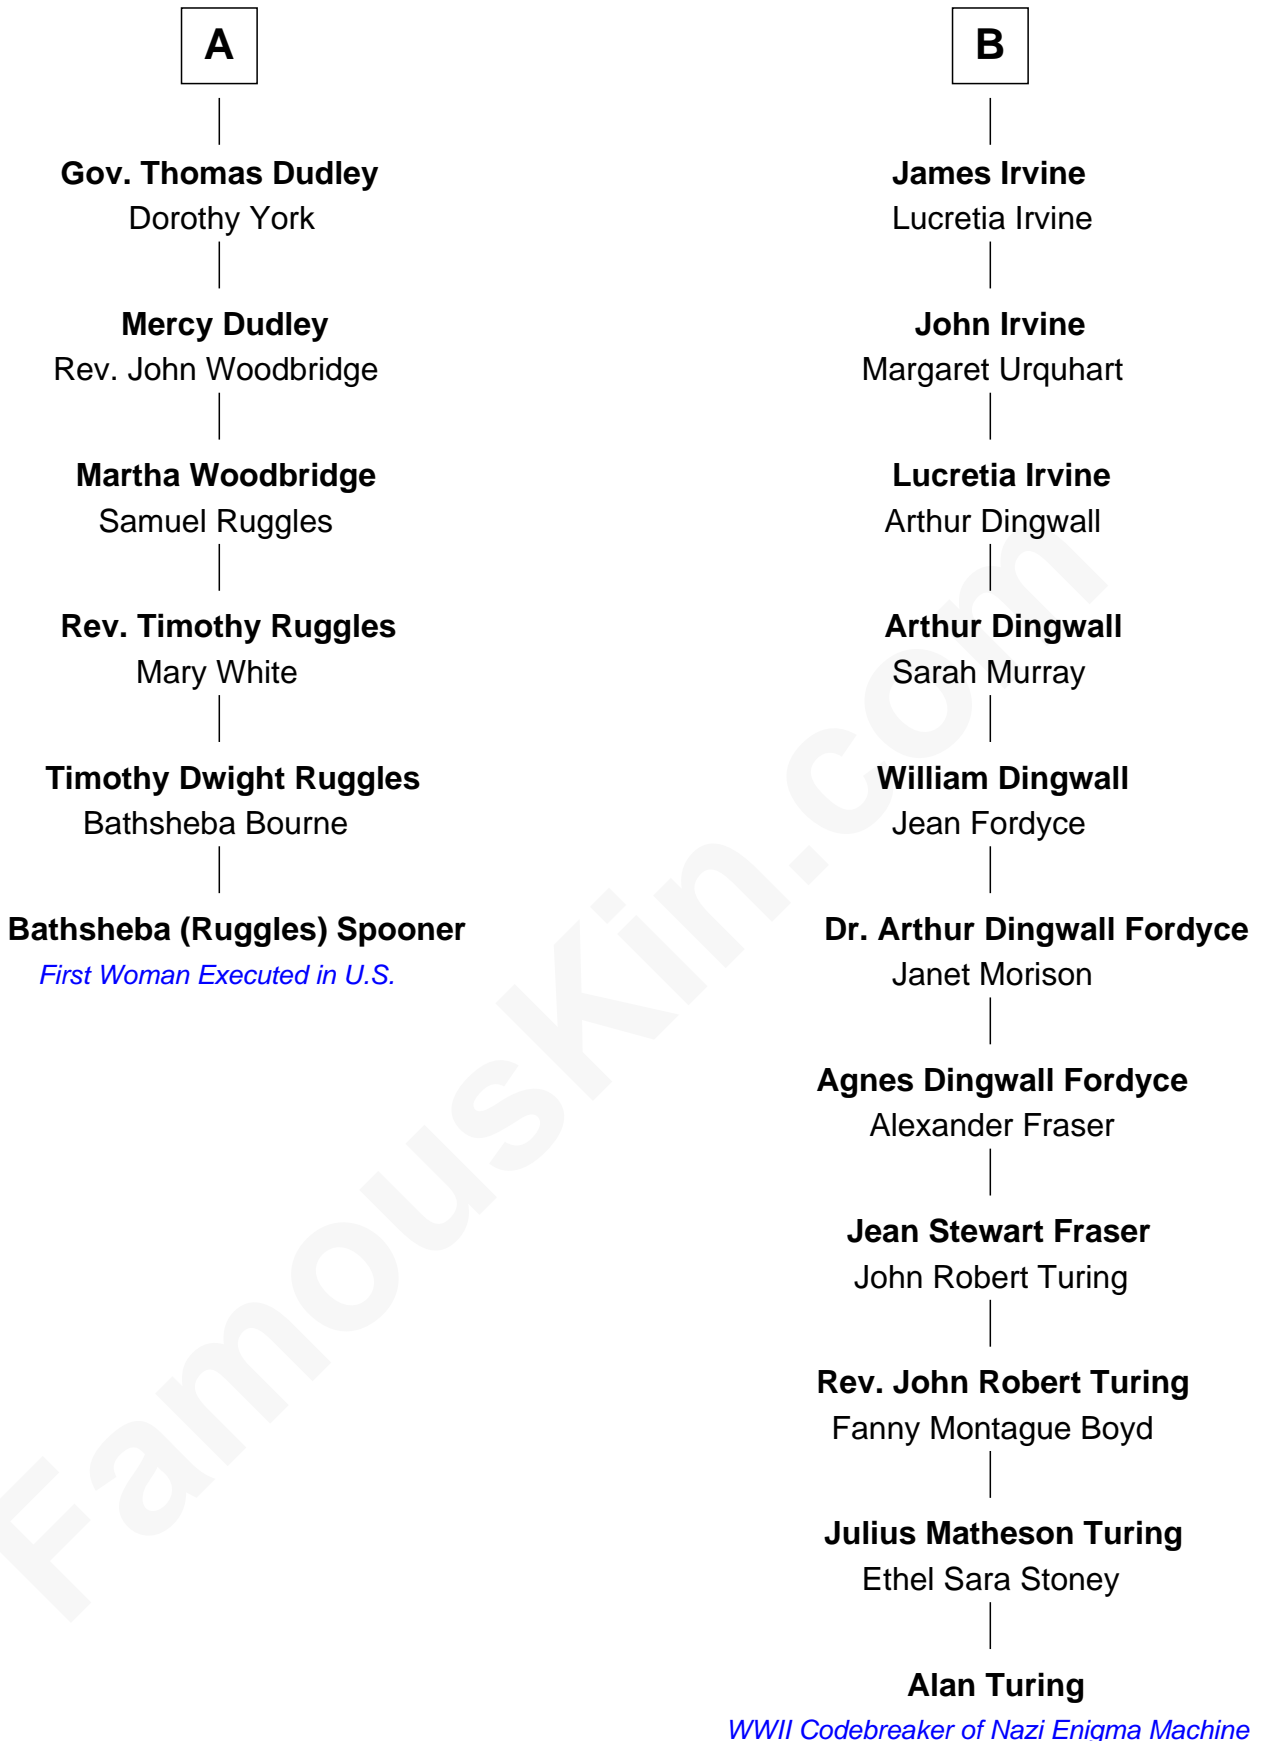 A
Gov. Thomas Dudley
Dorothy York
Mercy Dudley
Rev. John Woodbridge
Martha Woodbridge
Samuel Ruggles
Rev. Timothy Ruggles
Mary White
Timothy Dwight Ruggles
Bathsheba Bourne
Bathsheba (Ruggles) Spooner
First Woman Executed in U.S.
B
James Irvine
Lucretia Irvine
John Irvine
Margaret Urquhart
Lucretia Irvine
Arthur Dingwall
Arthur Dingwall
Sarah Murray
William Dingwall
Jean Fordyce
Dr. Arthur Dingwall Fordyce
Janet Morison
Agnes Dingwall Fordyce
Alexander Fraser
Jean Stewart Fraser
John Robert Turing
Rev. John Robert Turing
Fanny Montague Boyd
Julius Matheson Turing
Ethel Sara Stoney
Alan Turing
WWII Codebreaker of Nazi Enigma Machine
FamousKin.com